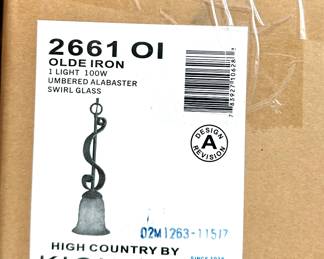 2661 OI
OLDE IRON
1 LIGHT 100W
UMBERED ALABASTER
SWIRL GLASS
DESIGN
A
REVISION
02M1263-11517
HIGH COUNTRY BY